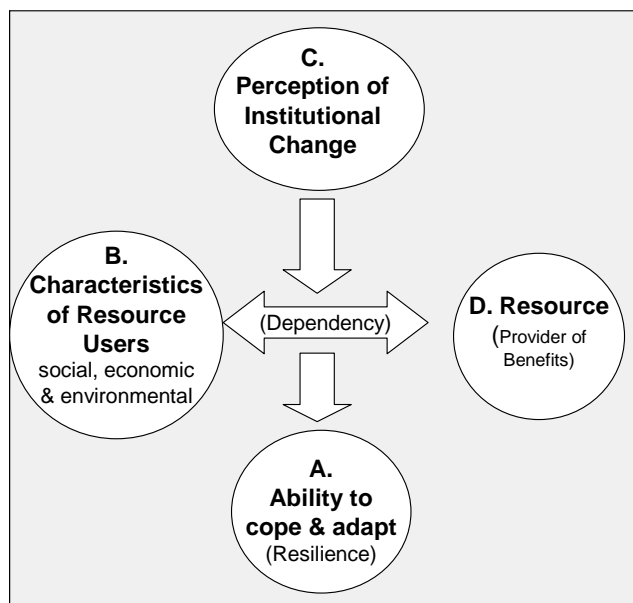 C.
Perception of
Institutional
Change
B.
Characteristics
of Resource
Users
social, economic
& environmental
(Dependency)
D. Resource
(Provider of
Benefits)
A.
Ability to
cope & adapt
(Resilience)